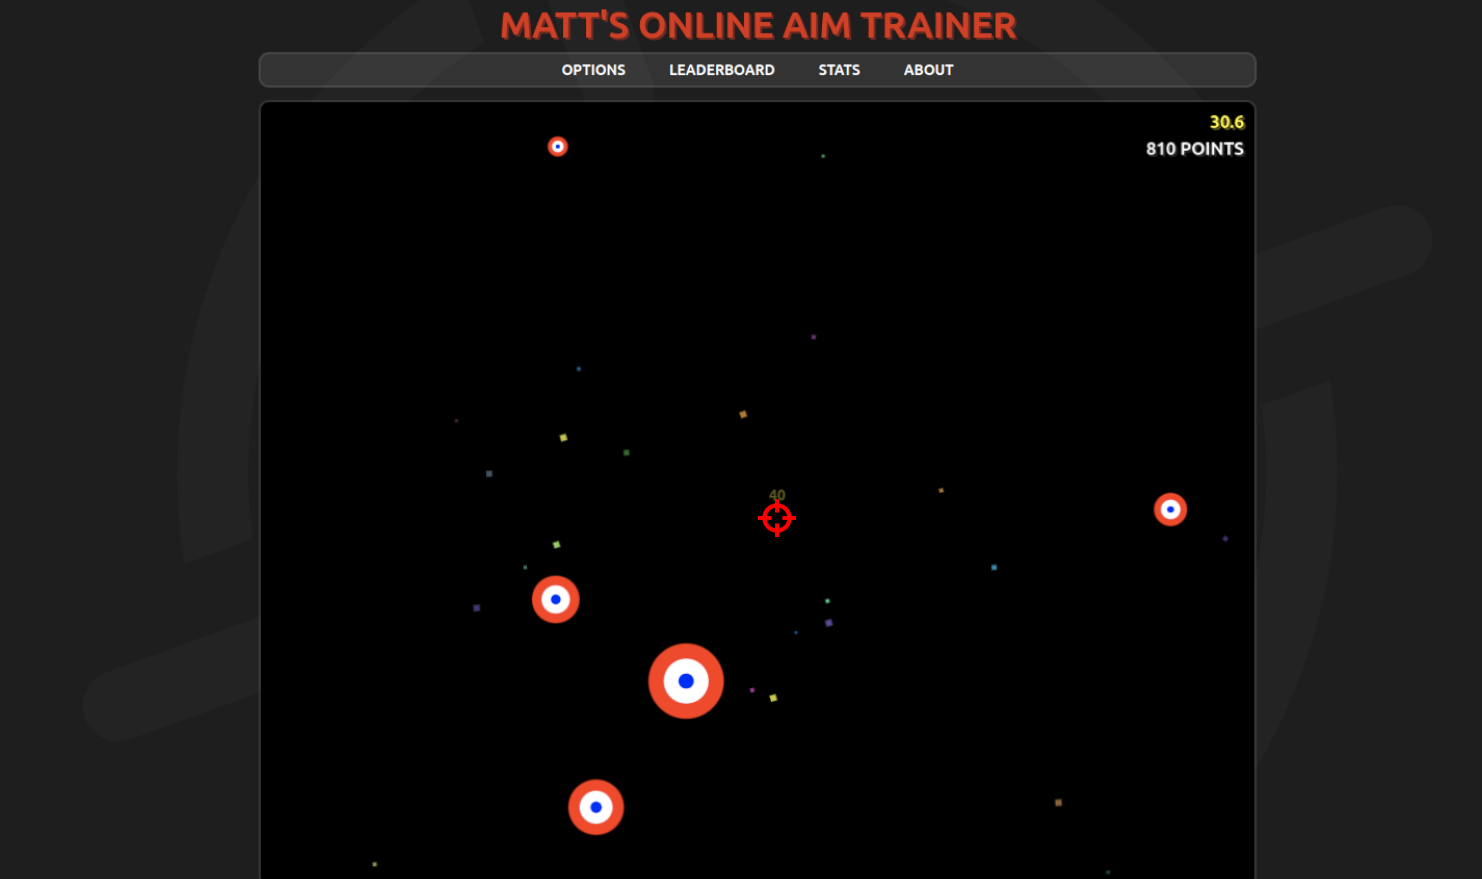 MATT'S ONLINE AIM TRAINER
OPTIONS LEADERBOARD STATS ABOUT
30.6
810 POINTS
40